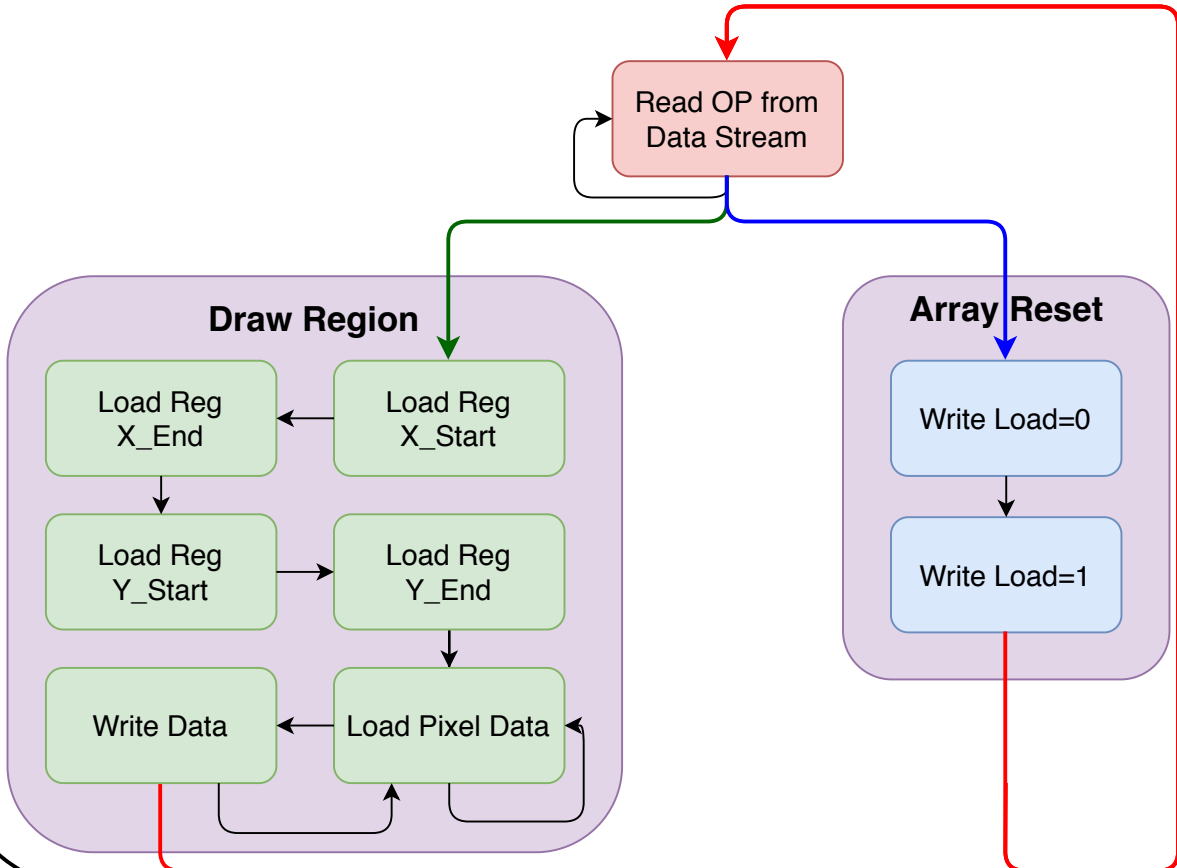 Read OP from
Data Stream
Draw Region
Array Reset
Load Reg
X_End
Load Reg
X_Start
Write Load=0
Load Reg
Y_Start
Load Reg
Y_End
Write Load=1
Write Data
Load Pixel Data